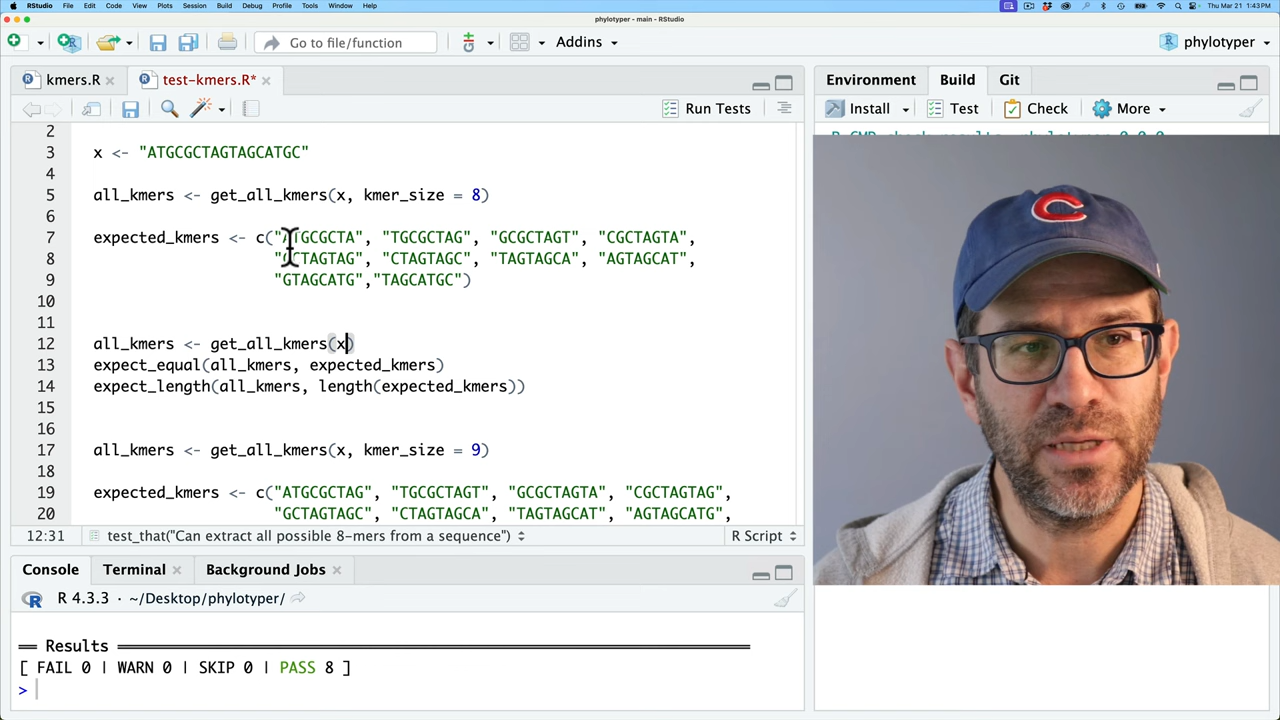 RStudio File Edit Code View Plots Session Build Debug Profile Tools Window Help
Thu Mar 21 1:43 PM
phylotyper - main - RStudio
Go to file/function
Addins
phylotyper
kmers.R
test-kmers.R*
Environment Build Git
Run Tests
Install Test Check More
2
3 x <- "ATGCGCTAGTAGCATGC"
4
5 all_kmers <- get_all_kmers(x, kmer_size = 8)
6
7 expected_kmers <- c("ATGCGCTA", "TGCGCTAG", "GCGCTAGT", "CGCTAGTA",
8 "GCTAGTAG", "CTAGTAGC", "TAGTAGCA", "AGTAGCAT",
9 "GTAGCATG","TAGCATGC")
10
11
12 all_kmers <- get_all_kmers(x)
13 expect_equal(all_kmers, expected_kmers)
14 expect_length(all_kmers, length(expected_kmers))
15
16
17 all_kmers <- get_all_kmers(x, kmer_size = 9)
18
19 expected_kmers <- c("ATGCGCTAG", "TGCGCTAGT", "GCGCTAGTA", "CGCTAGTAG",
20 "GCTAGTAGC", "CTAGTAGCA", "TAGTAGCAT", "AGTAGCATG",
12:31 test_that("Can extract all possible 8-mers from a sequence") R Script
Console Terminal Background Jobs
R 4.3.3 · ~/Desktop/phylotyper/
== Results
[ FAIL 0 | WARN 0 | SKIP 0 | PASS 8 ]
>